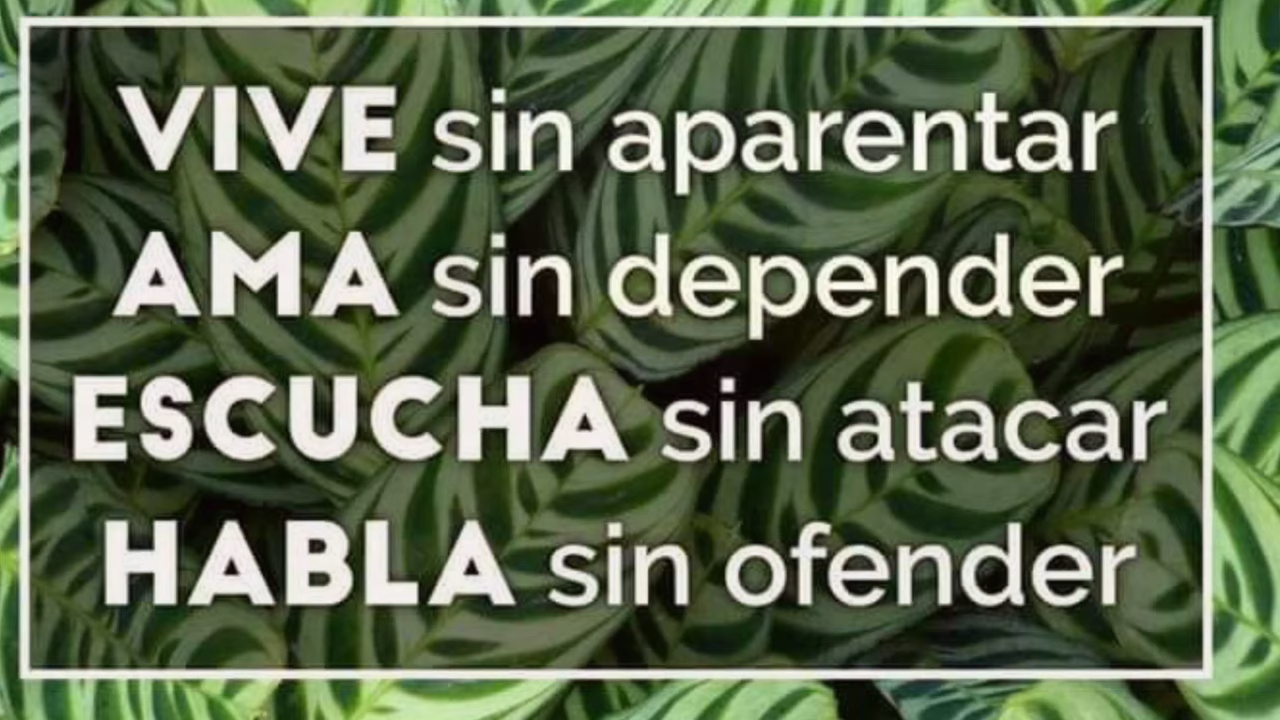 VIVE sin aparentar
AMA sin depender
ESCUCHA sin atacar
HABLA sin ofender